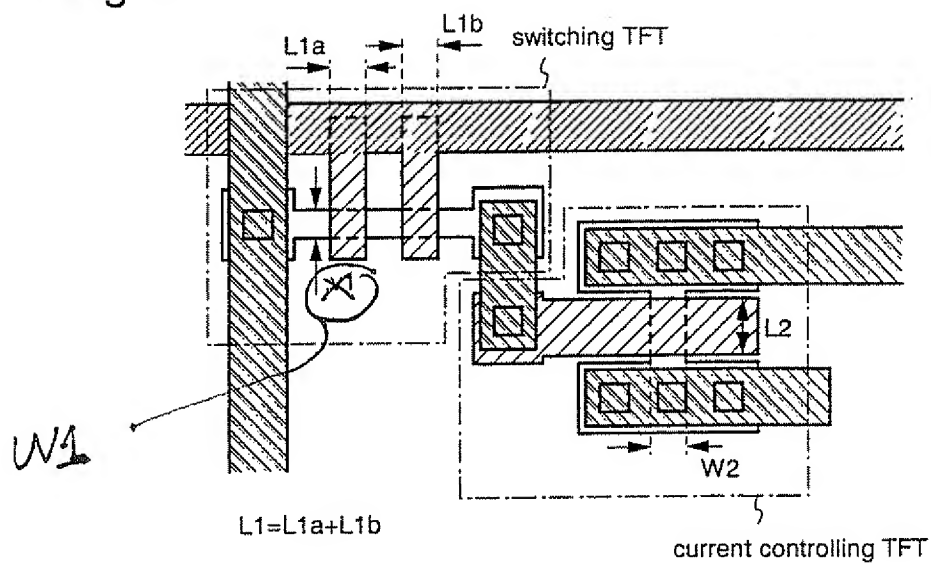 L1b
L1a
switching TFT
L2
W1
W2
L1=L1a+L1b
current controlling TFT